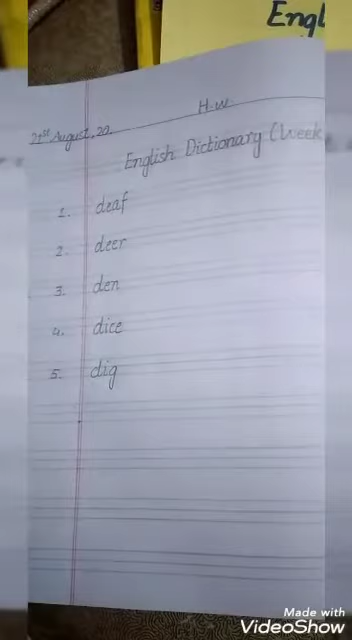 Engl
H.W.
21st August, 20.
English Dictionary (Week
1. deaf
2. deer
3. den
4. dice
5. dig
Made with
VideoShow